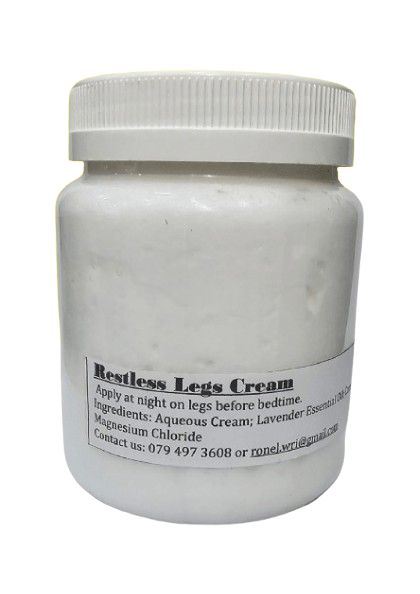 Restless Legs Cream
Apply at night on legs before bedtime.
Ingredients: Aqueous Cream; Lavender Essential Oil;
Magnesium Chloride
Contact us: 079 497 3608 or ronel.wrj@gmail.com